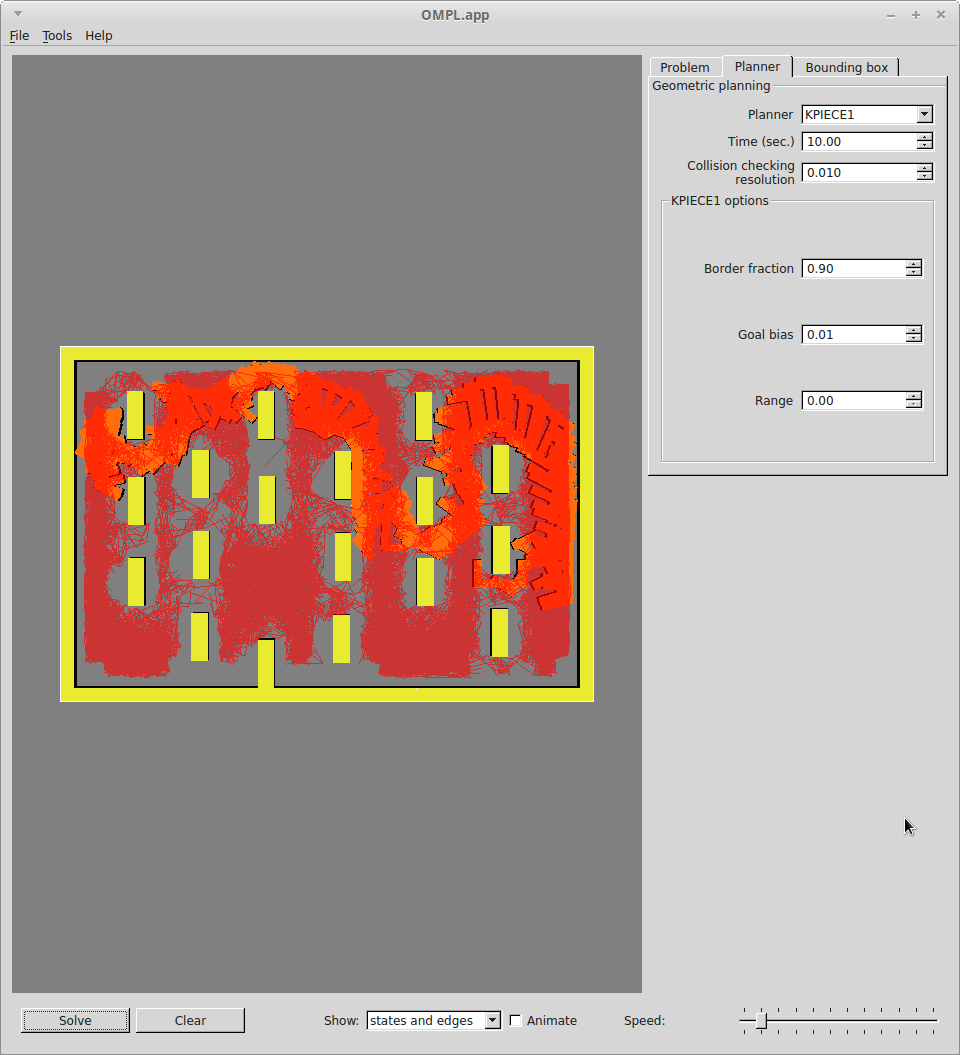 OMPL.app
File Tools Help
Problem Planner Bounding box
Geometric planning
Planner KPIECE1
Time (sec.) 10.00
Collision checking
resolution 0.010
KPIECE1 options
Border fraction 0.90
Goal bias 0.01
Range 0.00
Solve Clear Show: states and edges Animate Speed: